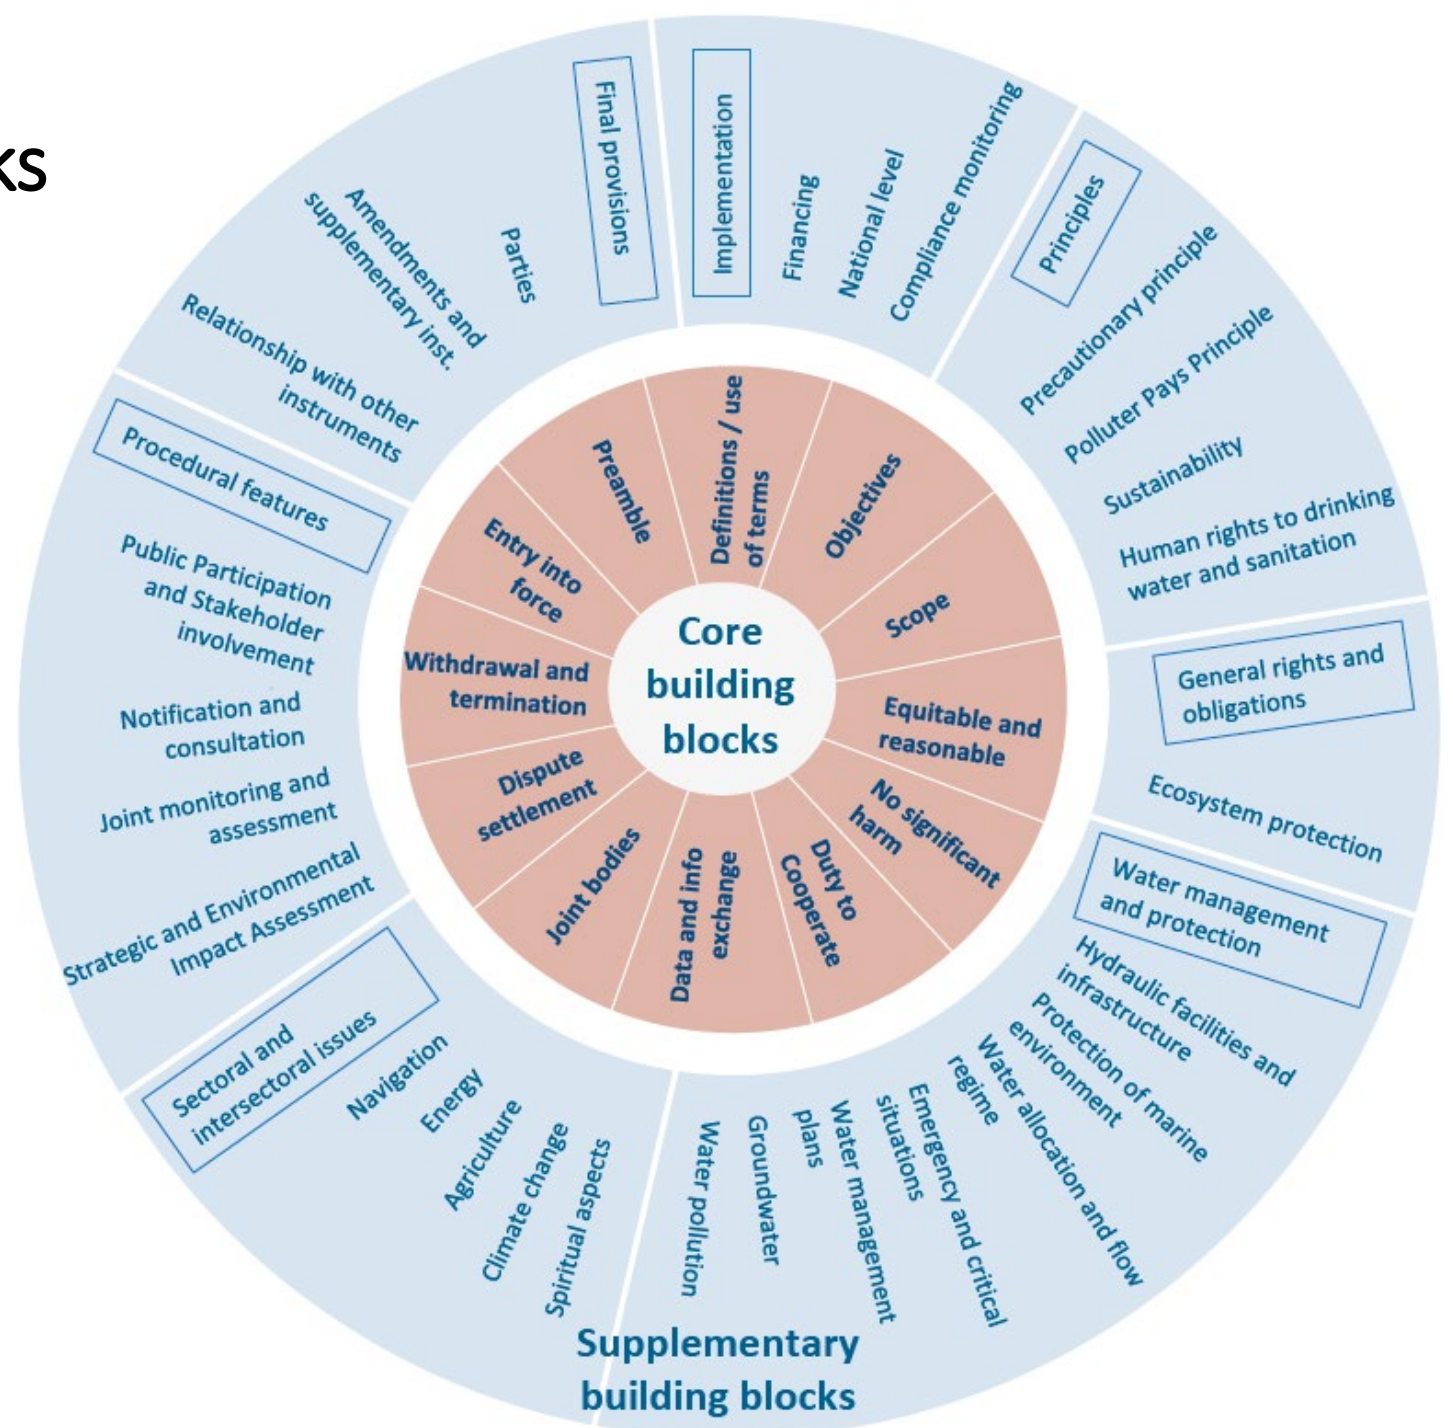 ks
Final provisions
Parties
Amendments and
supplementary inst.
Relationship with other
instruments
Implementation
Financing
National level
Compliance monitoring
Principles
Precautionary principle
Polluter Pays Principle
Sustainability
Human rights to drinking
water and sanitation
General rights and
obligations
Ecosystem protection
Water management
and protection
Hydraulic facilities and
infrastructure
Protection of marine
environment
Water allocation and flow
regime
Emergency and critical
situations
Water management
plans
Groundwater
Water pollution
Sectoral and
intersectoral issues
Navigation
Energy
Agriculture
Climate change
Spiritual aspects
Procedural features
Public Participation
and Stakeholder
involvement
Notification and
consultation
Joint monitoring and
assessment
Strategic and Environmental
Impact Assessment
Preamble
Definitions / use
of terms
Objectives
Scope
Equitable and
reasonable
No significant
harm
Duty to
Cooperate
Data and info
exchange
Joint bodies
Dispute
settlement
Withdrawal and
termination
Entry into
force
Core
building
blocks
Supplementary
building blocks